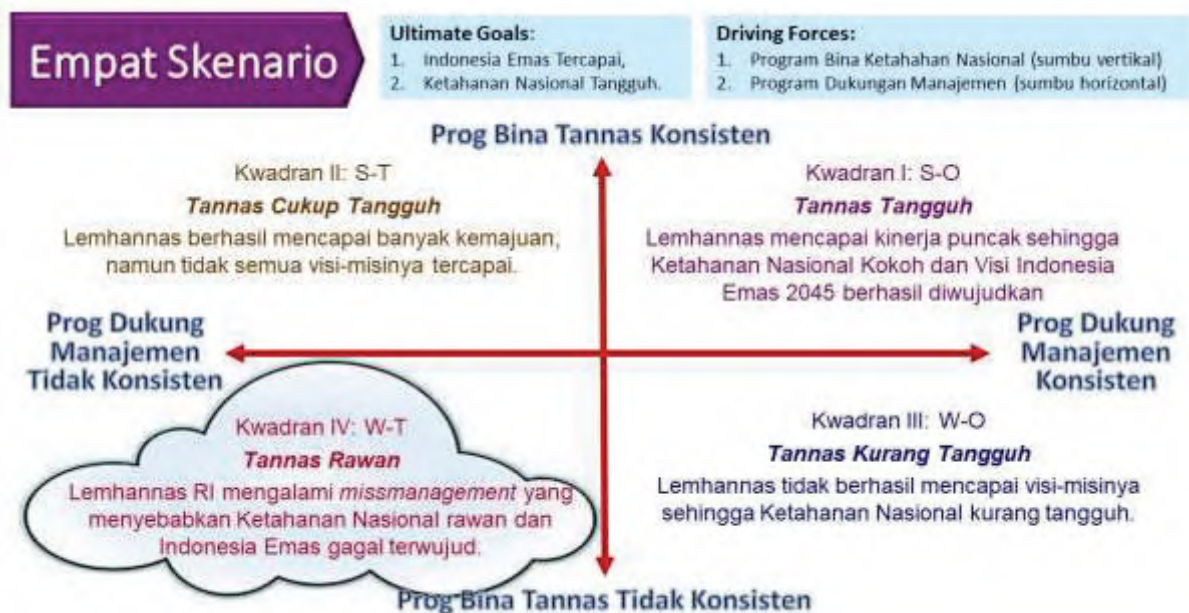 Empat Skenario
Ultimate Goals:
1. Indonesia Emas Tercapai,
2. Ketahanan Nasional Tangguh.
Driving Forces:
1. Program Bina Ketahahan Nasional (sumbu vertikal)
2. Program Dukungan Manajemen (sumbu horizontal)
Prog Bina Tannas Konsisten
Kwadran II: S-T
Tannas Cukup Tangguh
Lemhannas berhasil mencapai banyak kemajuan,
namun tidak semua visi-misinya tercapai.
Kwadran I: S-O
Tannas Tangguh
Lemhannas mencapai kinerja puncak sehingga
Ketahanan Nasional Kokoh dan Visi Indonesia
Emas 2045 berhasil diwujudkan
Prog Dukung
Manajemen
Tidak Konsisten
Prog Dukung
Manajemen
Konsisten
Kwadran IV: W-T
Tannas Rawan
Lemhannas RI mengalami missmanagement yang
menyebabkan Ketahanan Nasional rawan dan
Indonesia Emas gagal terwujud.
Kwadran III: W-O
Tannas Kurang Tangguh
Lemhannas tidak berhasil mencapai visi-misinya
sehingga Ketahanan Nasional kurang tangguh.
Prog Bina Tannas Tidak Konsisten